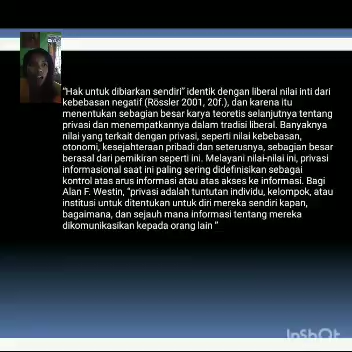 “Hak untuk dibiarkan sendiri” identik dengan liberal nilai inti dari
kebebasan negatif (Rössler 2001, 20f.), dan karena itu
menentukan sebagian besar karya teoretis selanjutnya tentang
privasi dan menempatkannya dalam tradisi liberal. Banyaknya
nilai yang terkait dengan privasi, seperti nilai kebebasan,
otonomi, kesejahteraan pribadi dan seterusnya, sebagian besar
berasal dari pemikiran seperti ini. Melayani nilai-nilai ini, privasi
informasional saat ini paling sering didefinisikan sebagai
kontrol atas arus informasi atau atas akses ke informasi. Bagi
Alan F. Westin, “privasi adalah tuntutan individu, kelompok, atau
institusi untuk ditentukan untuk diri mereka sendiri kapan,
bagaimana, dan sejauh mana informasi tentang mereka
dikomunikasikan kepada orang lain ”
InShOt